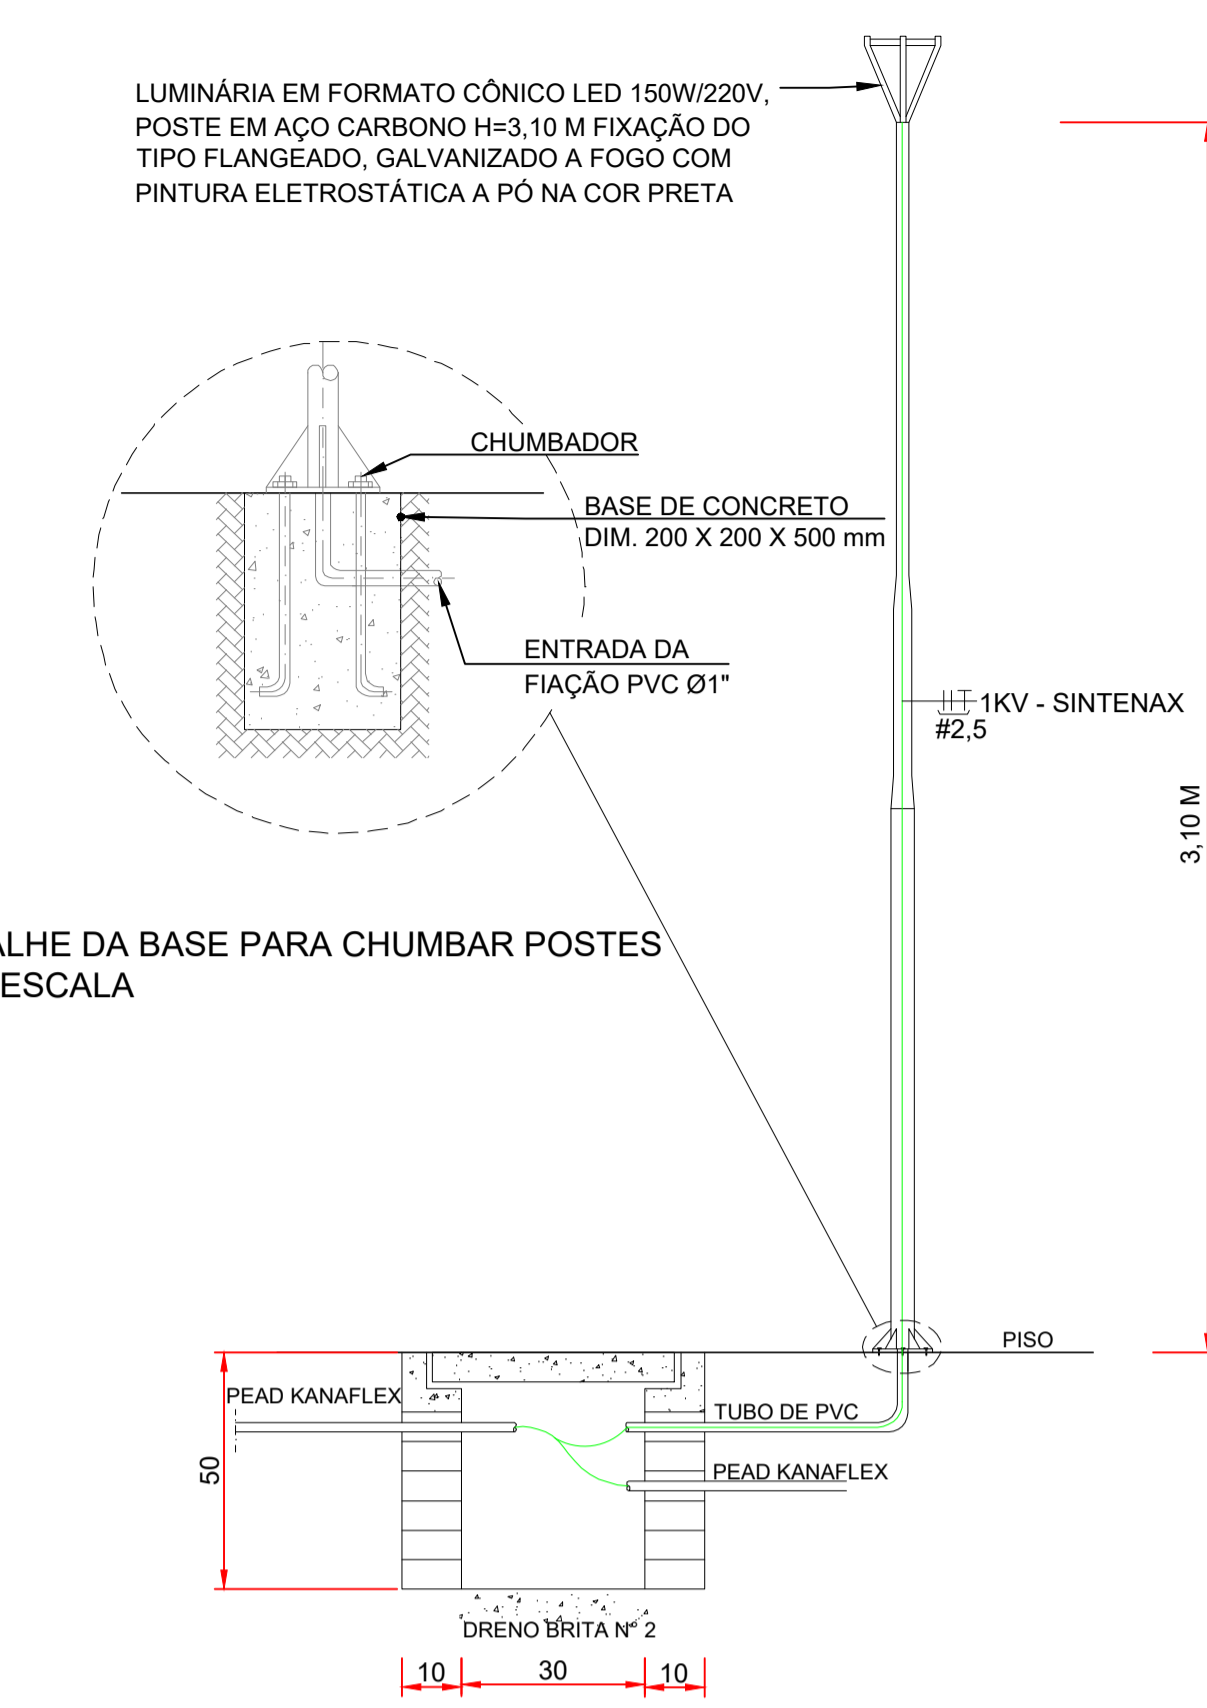 LUMINÁRIA EM FORMATO CÔNICO LED 150W/220V,
POSTE EM AÇO CARBONO H=3,10 M FIXAÇÃO DO
TIPO FLANGEADO, GALVANIZADO A FOGO COM
PINTURA ELETROSTÁTICA A PÓ NA COR PRETA
CHUMBADOR
BASE DE CONCRETO
DIM. 200 X 200 X 500 mm
ENTRADA DA
FIAÇÃO PVC Ø1"
1KV - SINTENAX
#2,5
3,10 M
ALHE DA BASE PARA CHUMBAR POSTES
ESCALA
PISO
PEAD KANAFLEX
TUBO DE PVC
PEAD KANAFLEX
50
DRENO BRITA N° 2
10
30
10